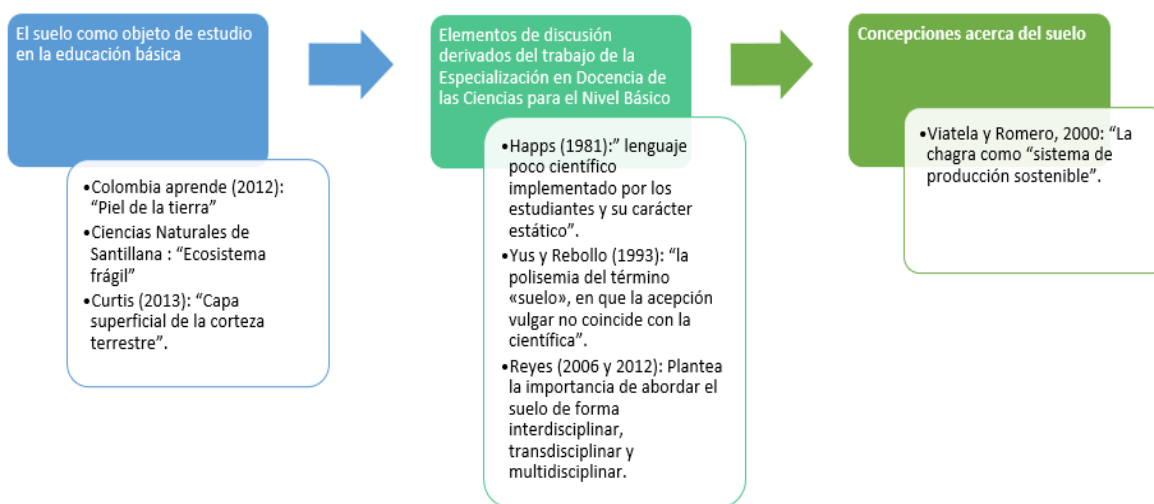 El suelo como objeto de estudio
en la educación básica
•Colombia aprende (2012):
“Piel de la tierra”
•Ciencias Naturales de
Santillana : “Ecosistema
frágil”
•Curtis (2013): “Capa
superficial de la corteza
terrestre”.
Elementos de discusión
derivados del trabajo de la
Especialización en Docencia de
las Ciencias para el Nivel Básico
•Happs (1981):” lenguaje
poco científico
implementado por los
estudiantes y su carácter
estático”.
•Yus y Rebollo (1993): “la
polisemia del término
«suelo», en que la acepción
vulgar no coincide con la
científica”.
•Reyes (2006 y 2012): Plantea
la importancia de abordar el
suelo de forma
interdisciplinar,
transdisciplinar y
multidisciplinar.
Concepciones acerca del suelo
•Viatela y Romero, 2000: “La
chagra como “sistema de
producción sostenible”.